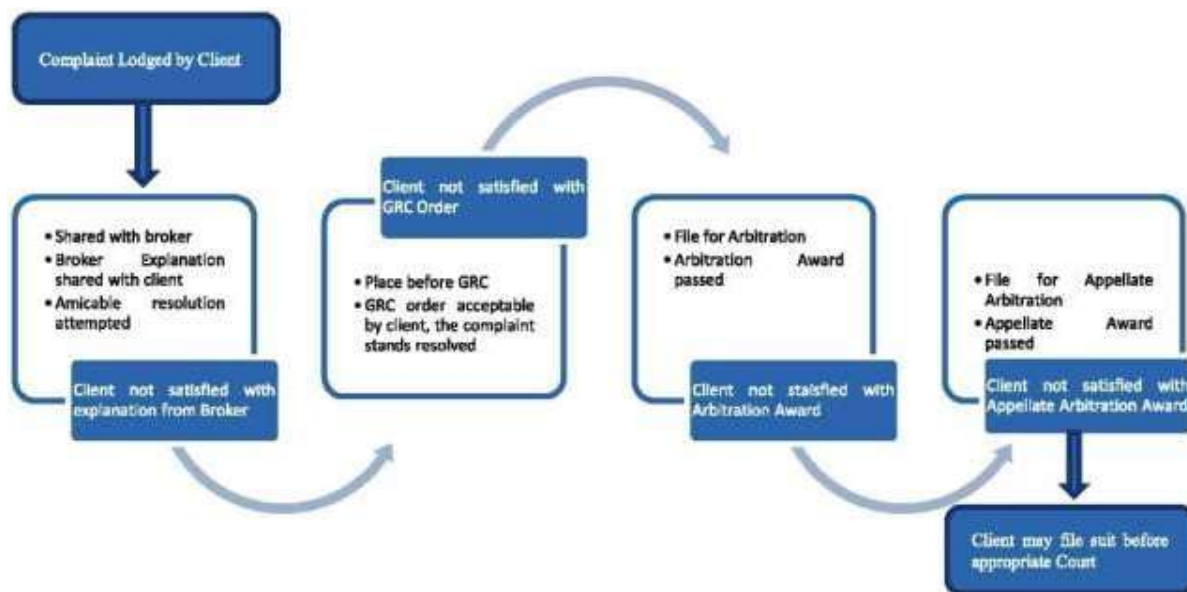 Complaint Lodged by Client
• Shared with broker
• Broker Explanation
shared with client
• Amicable resolution
attempted
Client not satisfied with
explanation from Broker
Client not satisfied with
GRC Order
• Place before GRC
• GRC order acceptable
by client, the complaint
stands resolved
• File for Arbitration
• Arbitration Award
passed
Client not staisfied with
Arbitration Award
• File for Appellate
Arbitration
• Appellate Award
passed
Client not satisfied with
Appellate Arbitration Award
Client may file suit before
appropriate Court